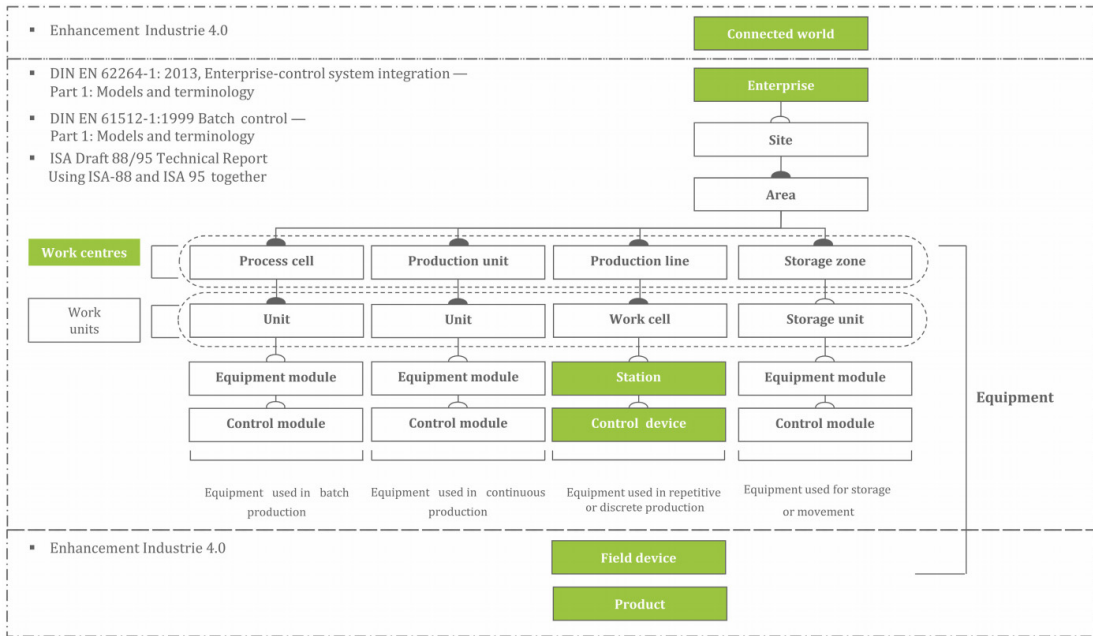 ▪ Enhancement Industrie 4.0
Connected world
▪ DIN EN 62264-1: 2013, Enterprise-control system integration —
Part 1: Models and terminology
▪ DIN EN 61512-1:1999 Batch control —
Part 1: Models and terminology
▪ ISA Draft 88/95 Technical Report
Using ISA-88 and ISA 95 together
Enterprise
Site
Area
Work centres
Process cell
Production unit
Production line
Storage zone
Work
units
Unit
Unit
Work cell
Storage unit
Equipment module
Equipment module
Station
Equipment module
Equipment
Control module
Control module
Control device
Control module
Equipment used in batch
production
Equipment used in continuous
production
Equipment used in repetitive
or discrete production
Equipment used for storage
or movement
▪ Enhancement Industrie 4.0
Field device
Product